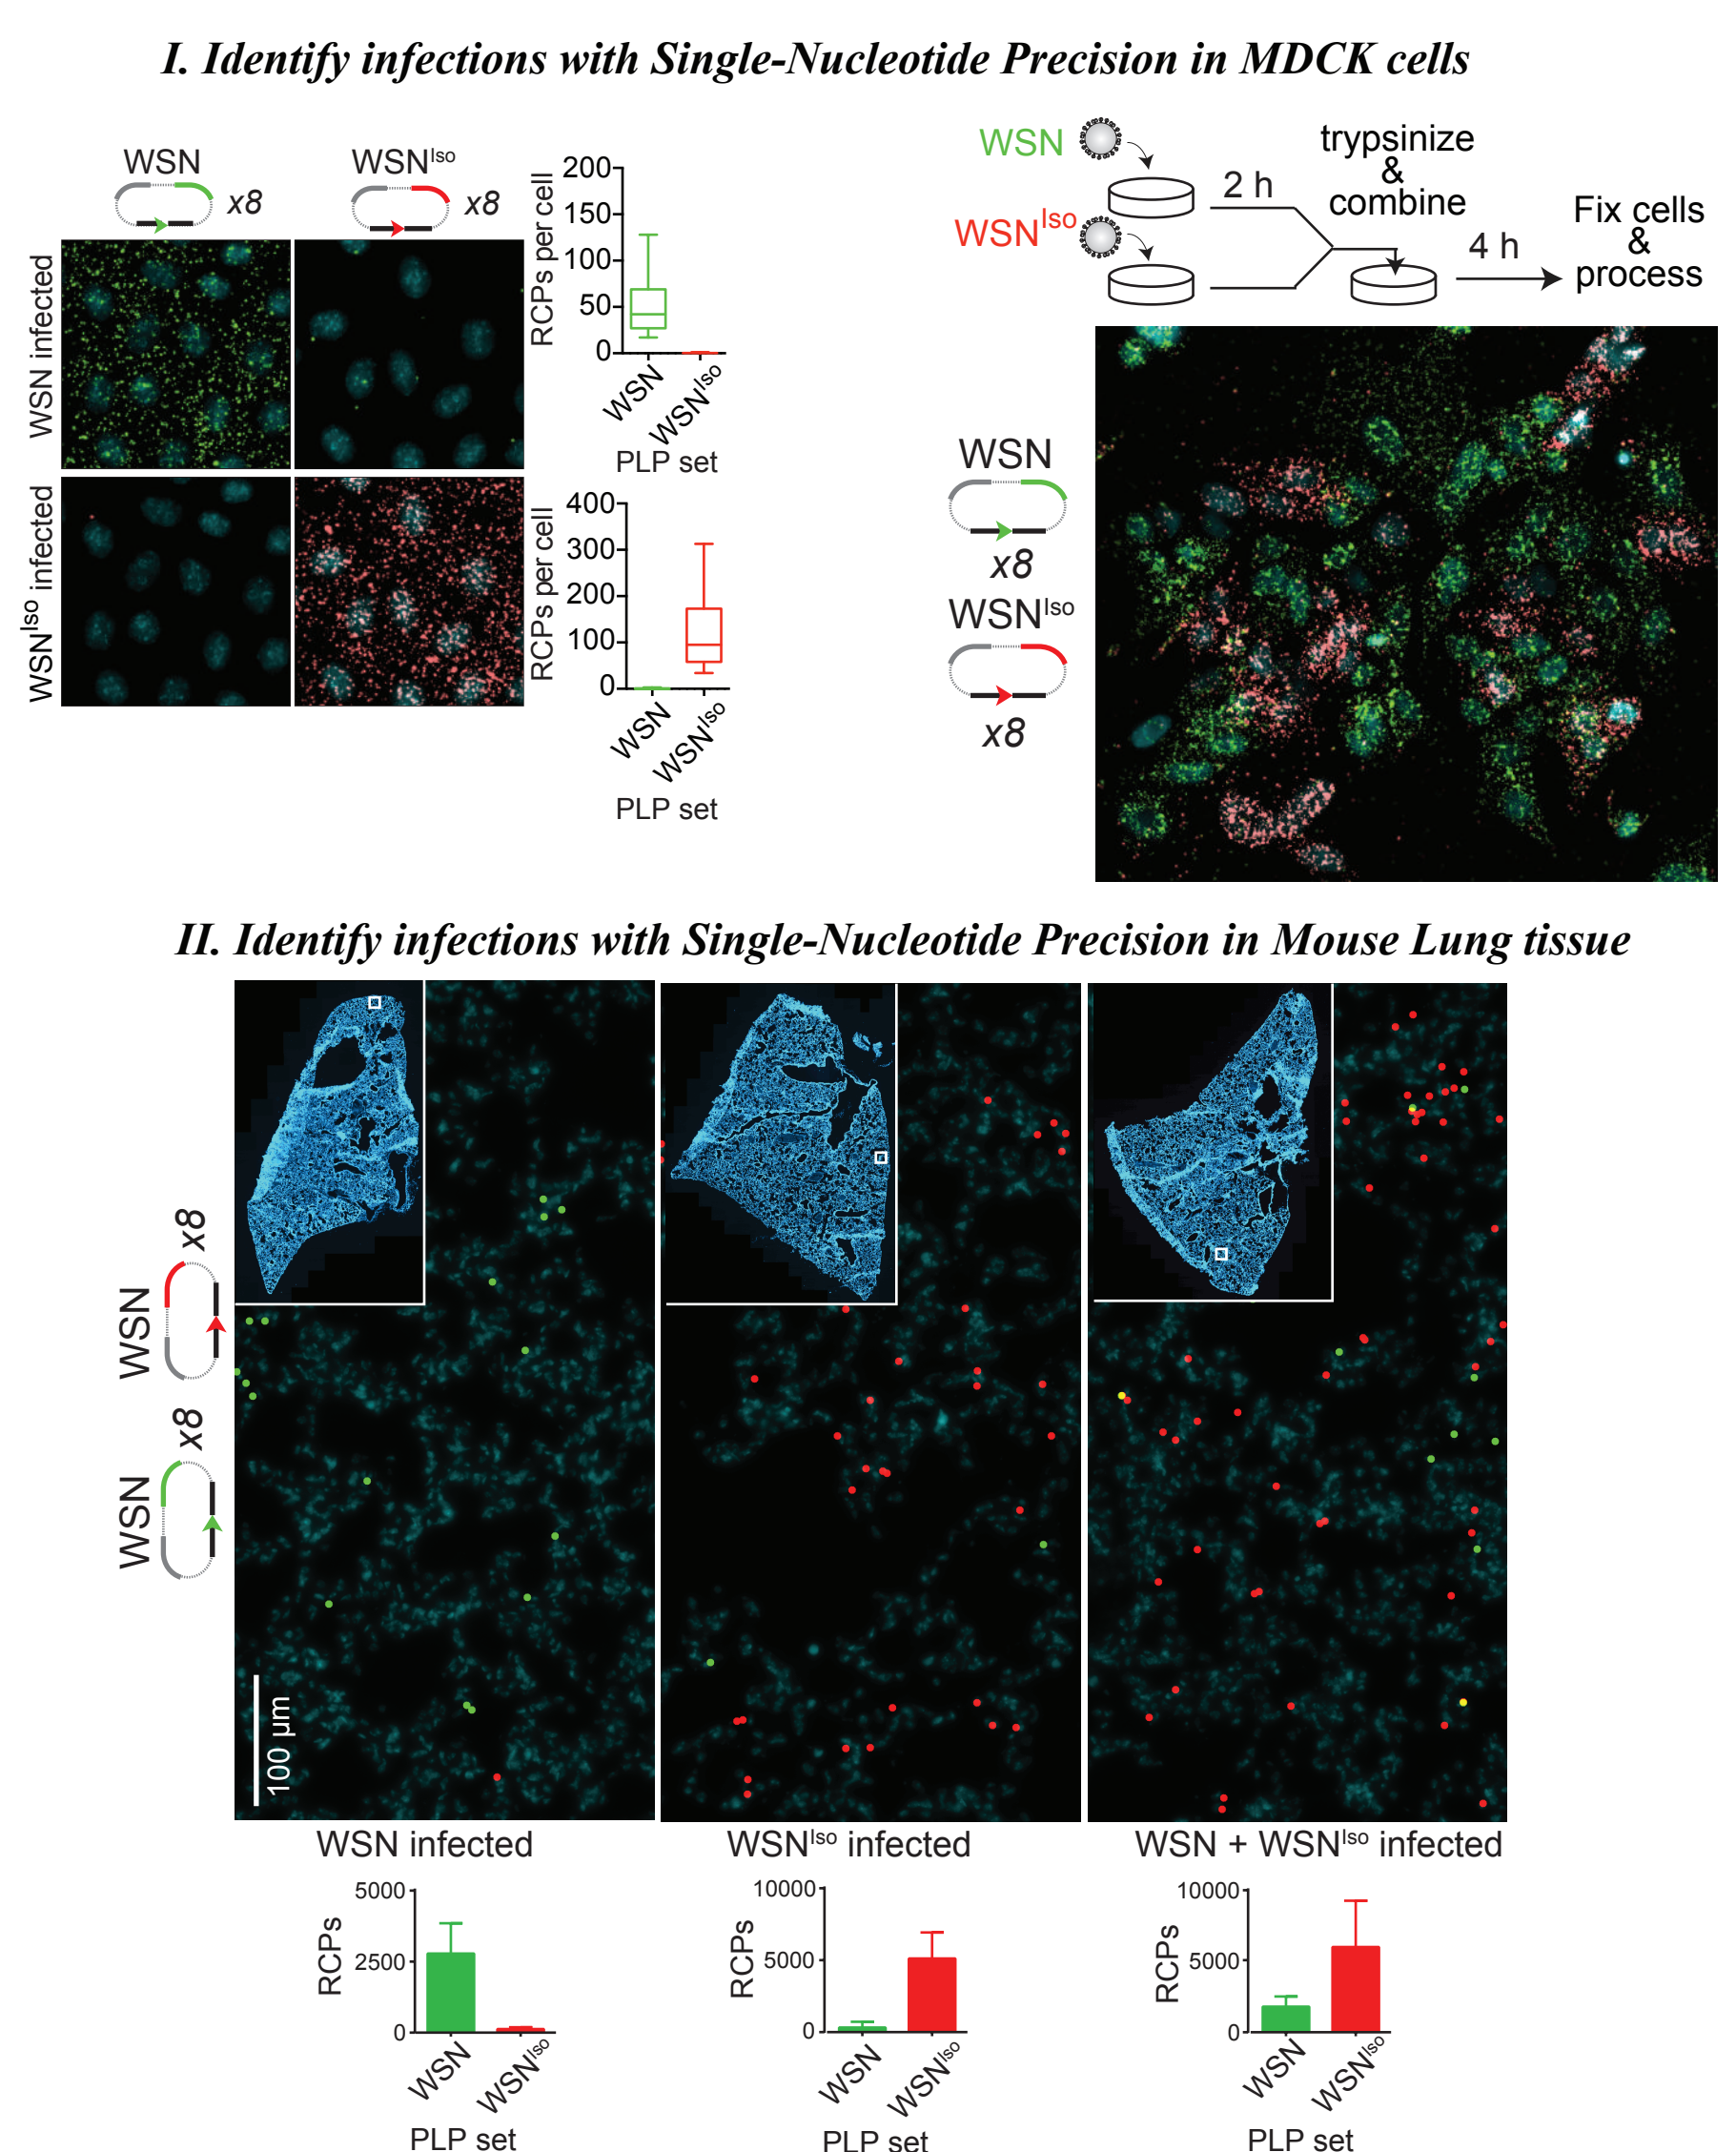 I. Identify infections with Single-Nucleotide Precision in MDCK cells
WSN
x8
WSNIso
x8
WSN infected
WSNIso infected
RCPs per cell
200
150
100
50
0
WSN
WSNIso
PLP set
RCPs per cell
400
300
200
100
0
WSN
WSNIso
PLP set
WSN
WSNIso
2 h
trypsinize
&
combine
4 h
Fix cells
&
process
WSN
x8
WSNIso
x8
II. Identify infections with Single-Nucleotide Precision in Mouse Lung tissue
WSN
x8
WSN
x8
100 µm
WSN infected
WSNIso infected
WSN + WSNIso infected
RCPs
5000
2500
0
WSN
WSNIso
PLP set
RCPs
10000
5000
0
WSN
WSNIso
PLP set
RCPs
10000
5000
0
WSN
WSNIso
PLP set